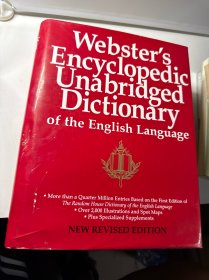 Webster's
Encyclopedic
Unabridged
Dictionary
of the English Language
• More than a Quarter Million Entries Based on the First Edition of
The Random House Dictionary of the English Language
• Over 2,000 Illustrations and Spot Maps
• Plus Specialized Supplements
NEW REVISED EDITION